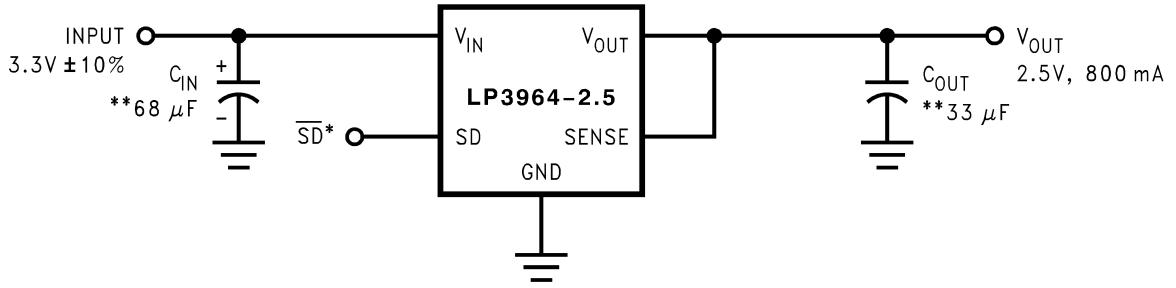 INPUT
3.3V ±10%
C_IN
+
**68 μF
−
S̅D̅*
V_IN
V_OUT
LP3964-2.5
SD
SENSE
GND
C_OUT
**33 μF
V_OUT
2.5V, 800 mA